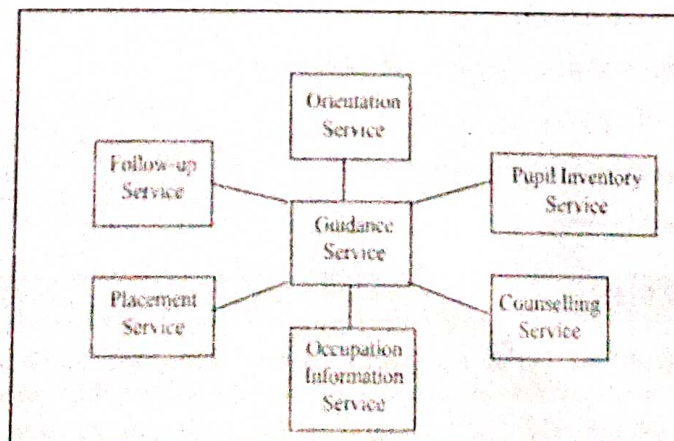 Orientation
Service
Follow-up
Service
Pupil Inventory
Service
Guidance
Service
Placement
Service
Counselling
Service
Occupation
Information
Service